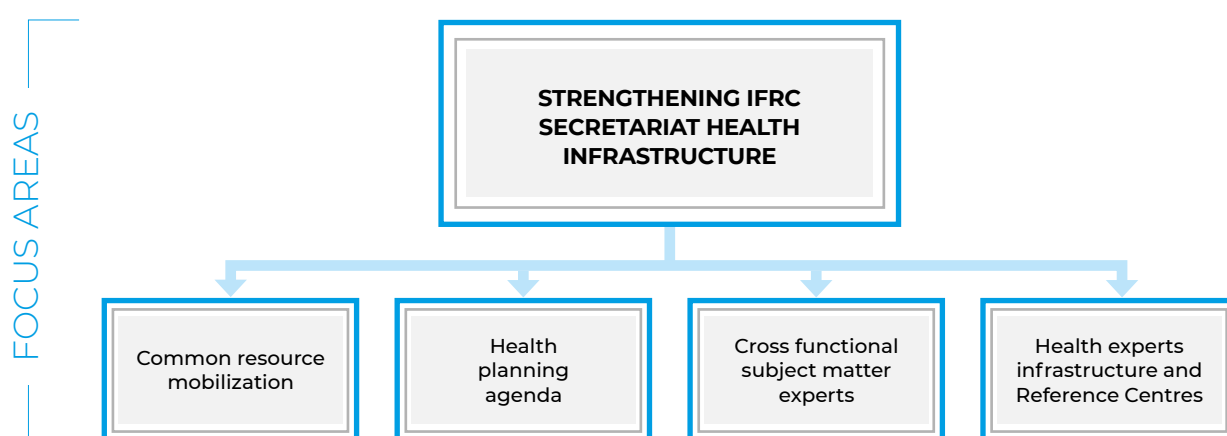 FOCUS AREAS
STRENGTHENING IFRC
SECRETARIAT HEALTH
INFRASTRUCTURE
Common resource
mobilization
Health
planning
agenda
Cross functional
subject matter
experts
Health experts
infrastructure and
Reference Centres